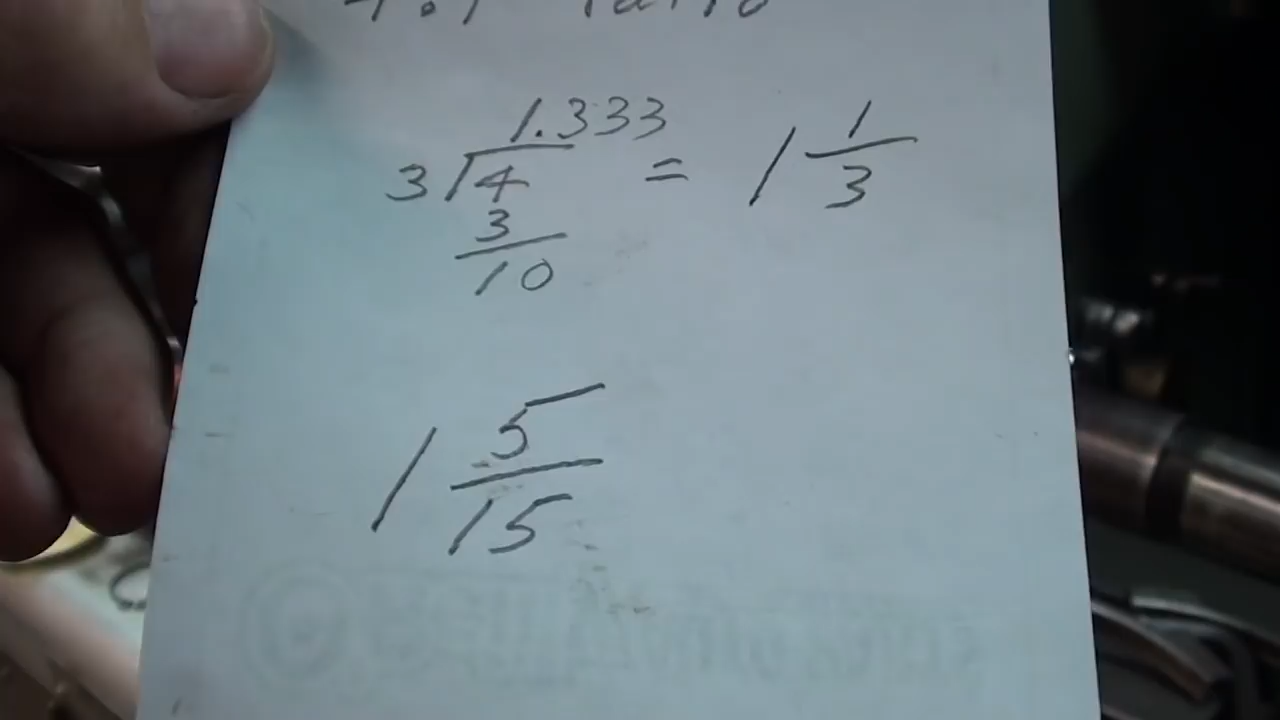 1.333
3 √4 = 1 1/3
3
10
1 5/15